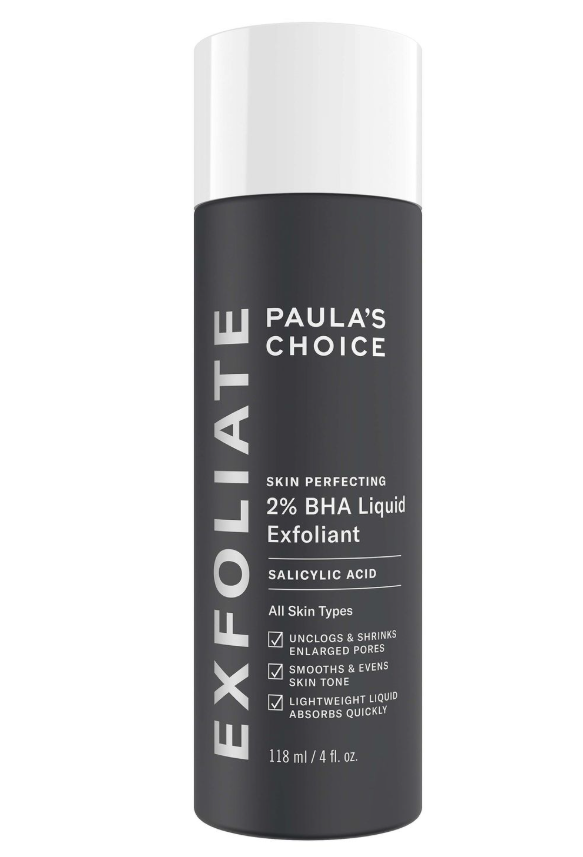 EXFOLIATE
PAULA'S
CHOICE
SKIN PERFECTING
2% BHA Liquid
Exfoliant
SALICYLIC ACID
All Skin Types
☑ UNCLOGS & SHRINKS
ENLARGED PORES
☑ SMOOTHS & EVENS
SKIN TONE
☑ LIGHTWEIGHT LIQUID
ABSORBS QUICKLY
118 ml / 4 fl. oz.